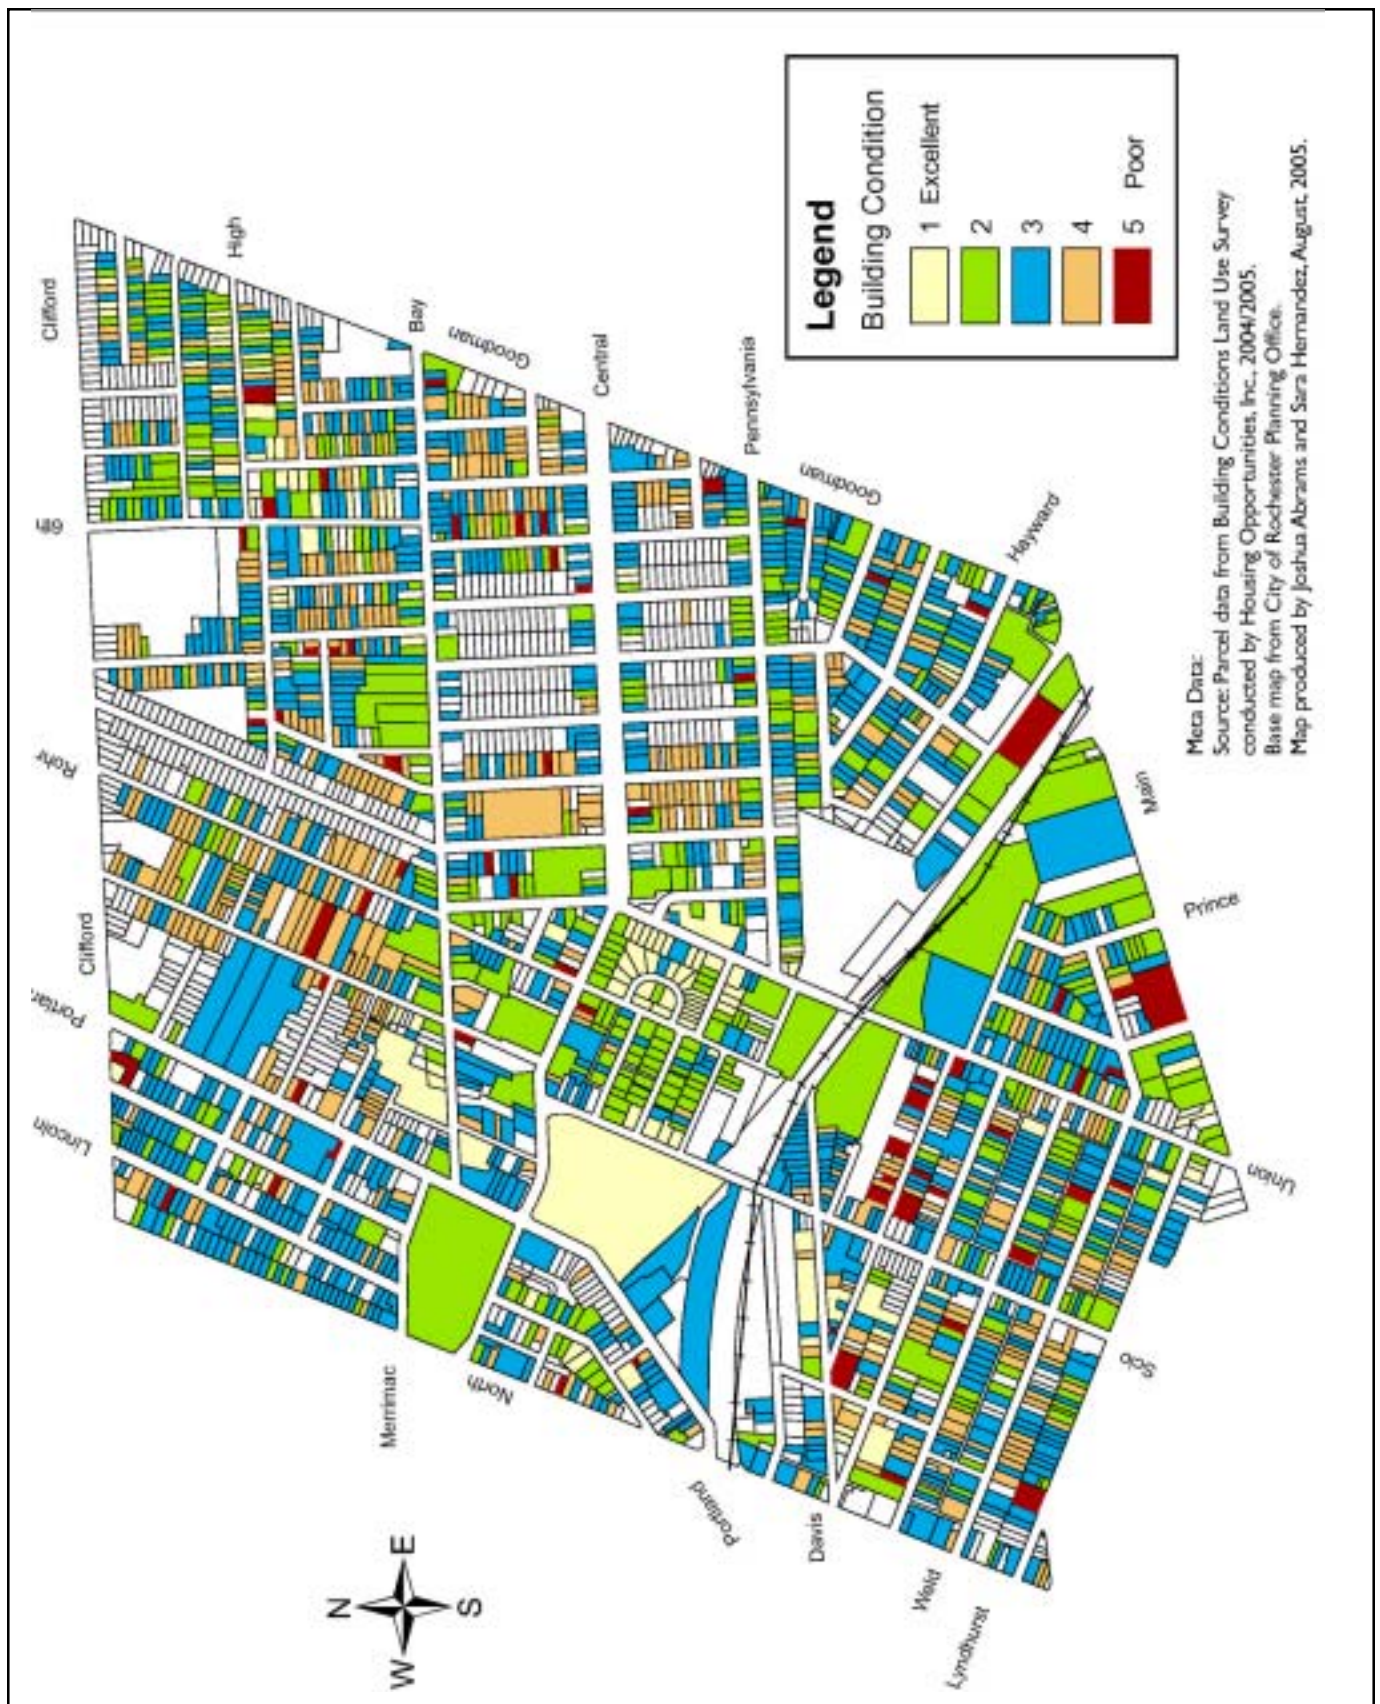 Legend
Building Condition
1 Excellent
2
3
4
5 Poor
Clifford
High
Bay
Goodman
Central
Pennsylvania
Goodman
Hayward
Main
Prince
Union
Scio
6th
Rohr
Clifford
Lincoln
Merrimac
North
Portland
Davis
Weld
Lyndhurst
N
W
E
S
Meta Data:
Source: Parcel data from Building Conditions Land Use Survey
conducted by Housing Opportunities, Inc., 2004/2005.
Base map from City of Rochester Planning Office.
Map produced by Joshua Abrams and Sara Hernandez, August, 2005.